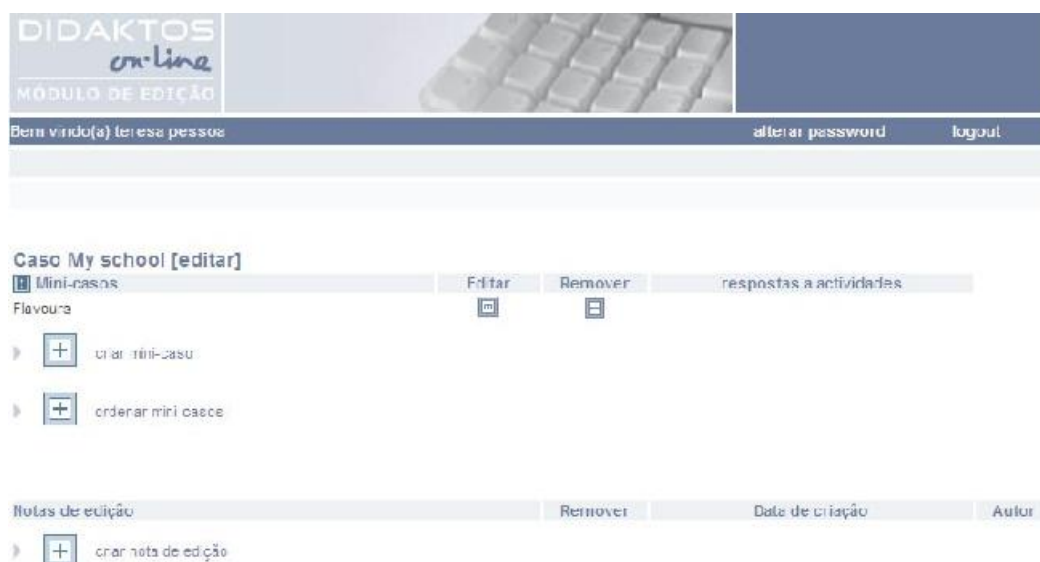 DIDAKTOS
on-line
MÓDULO DE EDIÇÃO
Bem vindo(a) teresa pessoa alterar password logout
Caso My school [editar]
Mini-casos Editar Remover respostas a actividades
Flavours
criar mini-caso
ordenar mini-casos
Notas de edição Remover Data de criação Autor
criar nota de edição